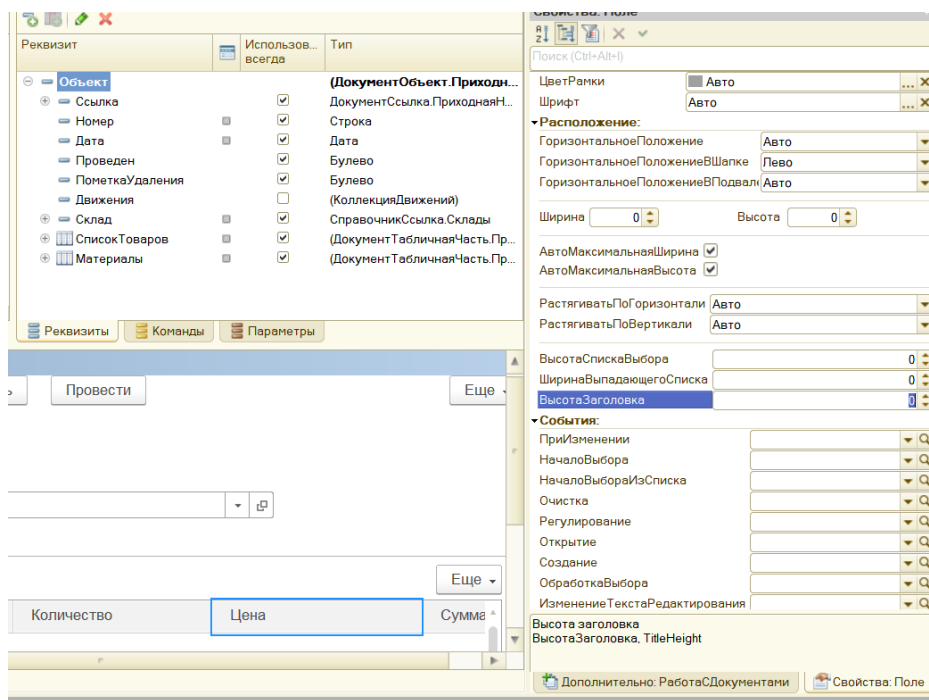 Свойства: Поле
Реквизит
Использов... всегда
Тип
Поиск (Ctrl+Alt+I)
Объект
(ДокументОбъект.Приходн...
Ссылка
ДокументСсылка.ПриходнаяН...
Номер
Строка
Дата
Дата
Проведен
Булево
ПометкаУдаления
Булево
Движения
(КоллекцияДвижений)
Склад
СправочникСсылка.Склады
СписокТоваров
(ДокументТабличнаяЧасть.Пр...
Материалы
(ДокументТабличнаяЧасть.Пр...
Реквизиты
Команды
Параметры
Провести
Еще
Еще
Количество
Цена
Сумма
ЦветРамки
Авто
Шрифт
Авто
Расположение:
ГоризонтальноеПоложение
Авто
ГоризонтальноеПоложениеВШапке
Лево
ГоризонтальноеПоложениеВПодвал
Авто
Ширина
0
Высота
0
АвтоМаксимальнаяШирина
АвтоМаксимальнаяВысота
РастягиватьПоГоризонтали
Авто
РастягиватьПоВертикали
Авто
ВысотаСпискаВыбора
0
ШиринаВыпадающегоСписка
0
ВысотаЗаголовка
0
События:
ПриИзменении
НачалоВыбора
НачалоВыбораИзСписка
Очистка
Регулирование
Открытие
Создание
ОбработкаВыбора
ИзменениеТекстаРедактирования
Высота заголовка
ВысотаЗаголовка, TitleHeight
Дополнительно: РаботаСДокументами
Свойства: Поле